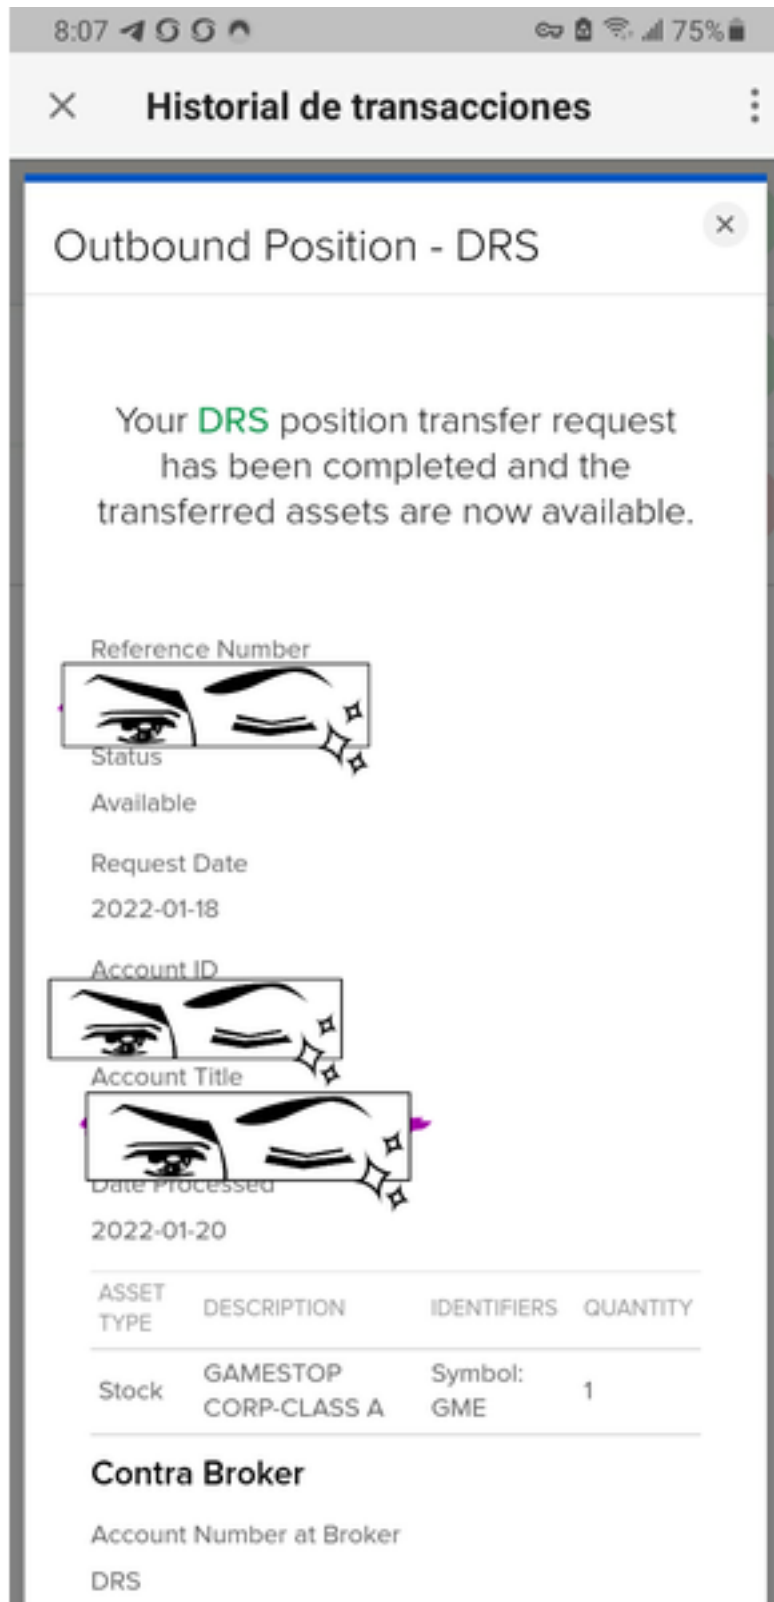 8:07
75%
Historial de transacciones
Outbound Position - DRS
Your DRS position transfer request
has been completed and the
transferred assets are now available.
Reference Number
Status
Available
Request Date
2022-01-18
Account ID
Account Title
Date Processed
2022-01-20
ASSET TYPE DESCRIPTION IDENTIFIERS QUANTITY
Stock GAMESTOP CORP-CLASS A Symbol: GME 1
Contra Broker
Account Number at Broker
DRS